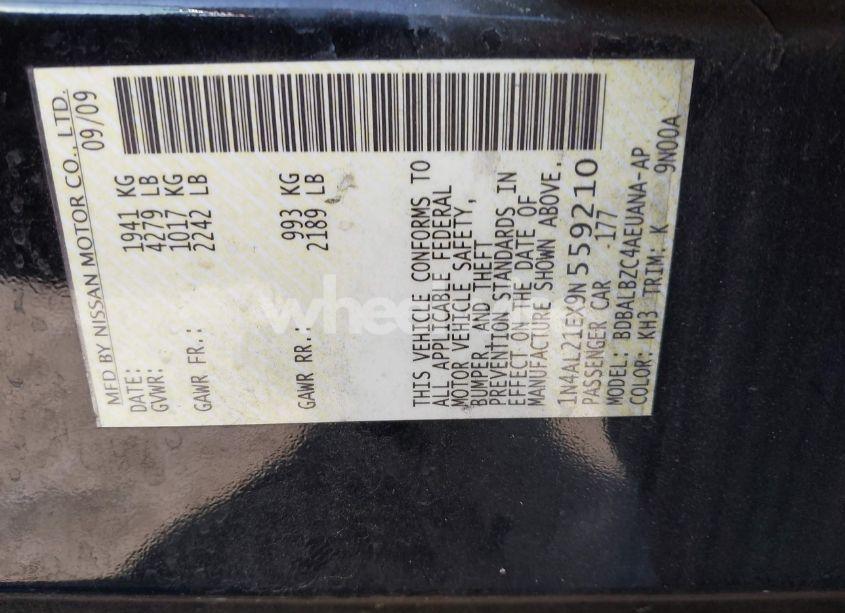 MFD BY NISSAN MOTOR CO., LTD.
DATE: 09/09
GVWR: 1941 KG
4279 LB
GAWR FR.: 1017 KG
2242 LB
GAWR RR.: 993 KG
2189 LB
THIS VEHICLE CONFORMS TO
ALL APPLICABLE FEDERAL
MOTOR VEHICLE SAFETY,
BUMPER, AND THEFT
PREVENTION STANDARDS IN
EFFECT ON THE DATE OF
MANUFACTURE SHOWN ABOVE.
1N4AL21EX9N559210
PASSENGER CAR -177
MODEL: BDBALBZC4AEUANA-AP
COLOR: KH3 TRIM: K 9N00A